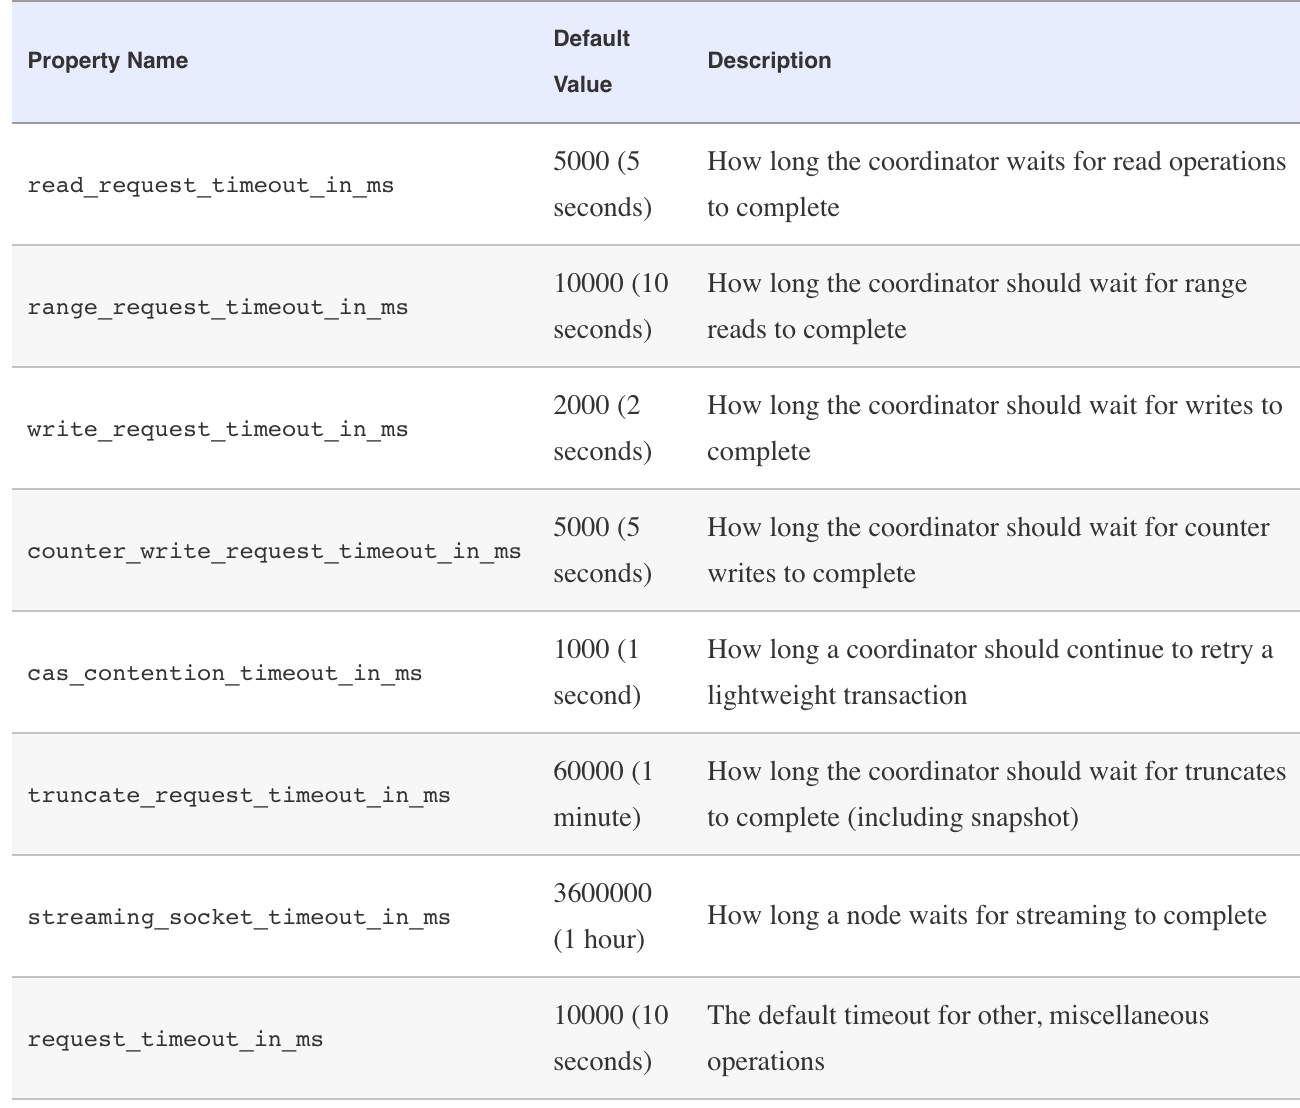 Property Name
Default
Value
Description
read_request_timeout_in_ms
5000 (5
seconds)
How long the coordinator waits for read operations
to complete
range_request_timeout_in_ms
10000 (10
seconds)
How long the coordinator should wait for range
reads to complete
write_request_timeout_in_ms
2000 (2
seconds)
How long the coordinator should wait for writes to
complete
counter_write_request_timeout_in_ms
5000 (5
seconds)
How long the coordinator should wait for counter
writes to complete
cas_contention_timeout_in_ms
1000 (1
second)
How long a coordinator should continue to retry a
lightweight transaction
truncate_request_timeout_in_ms
60000 (1
minute)
How long the coordinator should wait for truncates
to complete (including snapshot)
streaming_socket_timeout_in_ms
3600000
(1 hour)
How long a node waits for streaming to complete
request_timeout_in_ms
10000 (10
seconds)
The default timeout for other, miscellaneous
operations